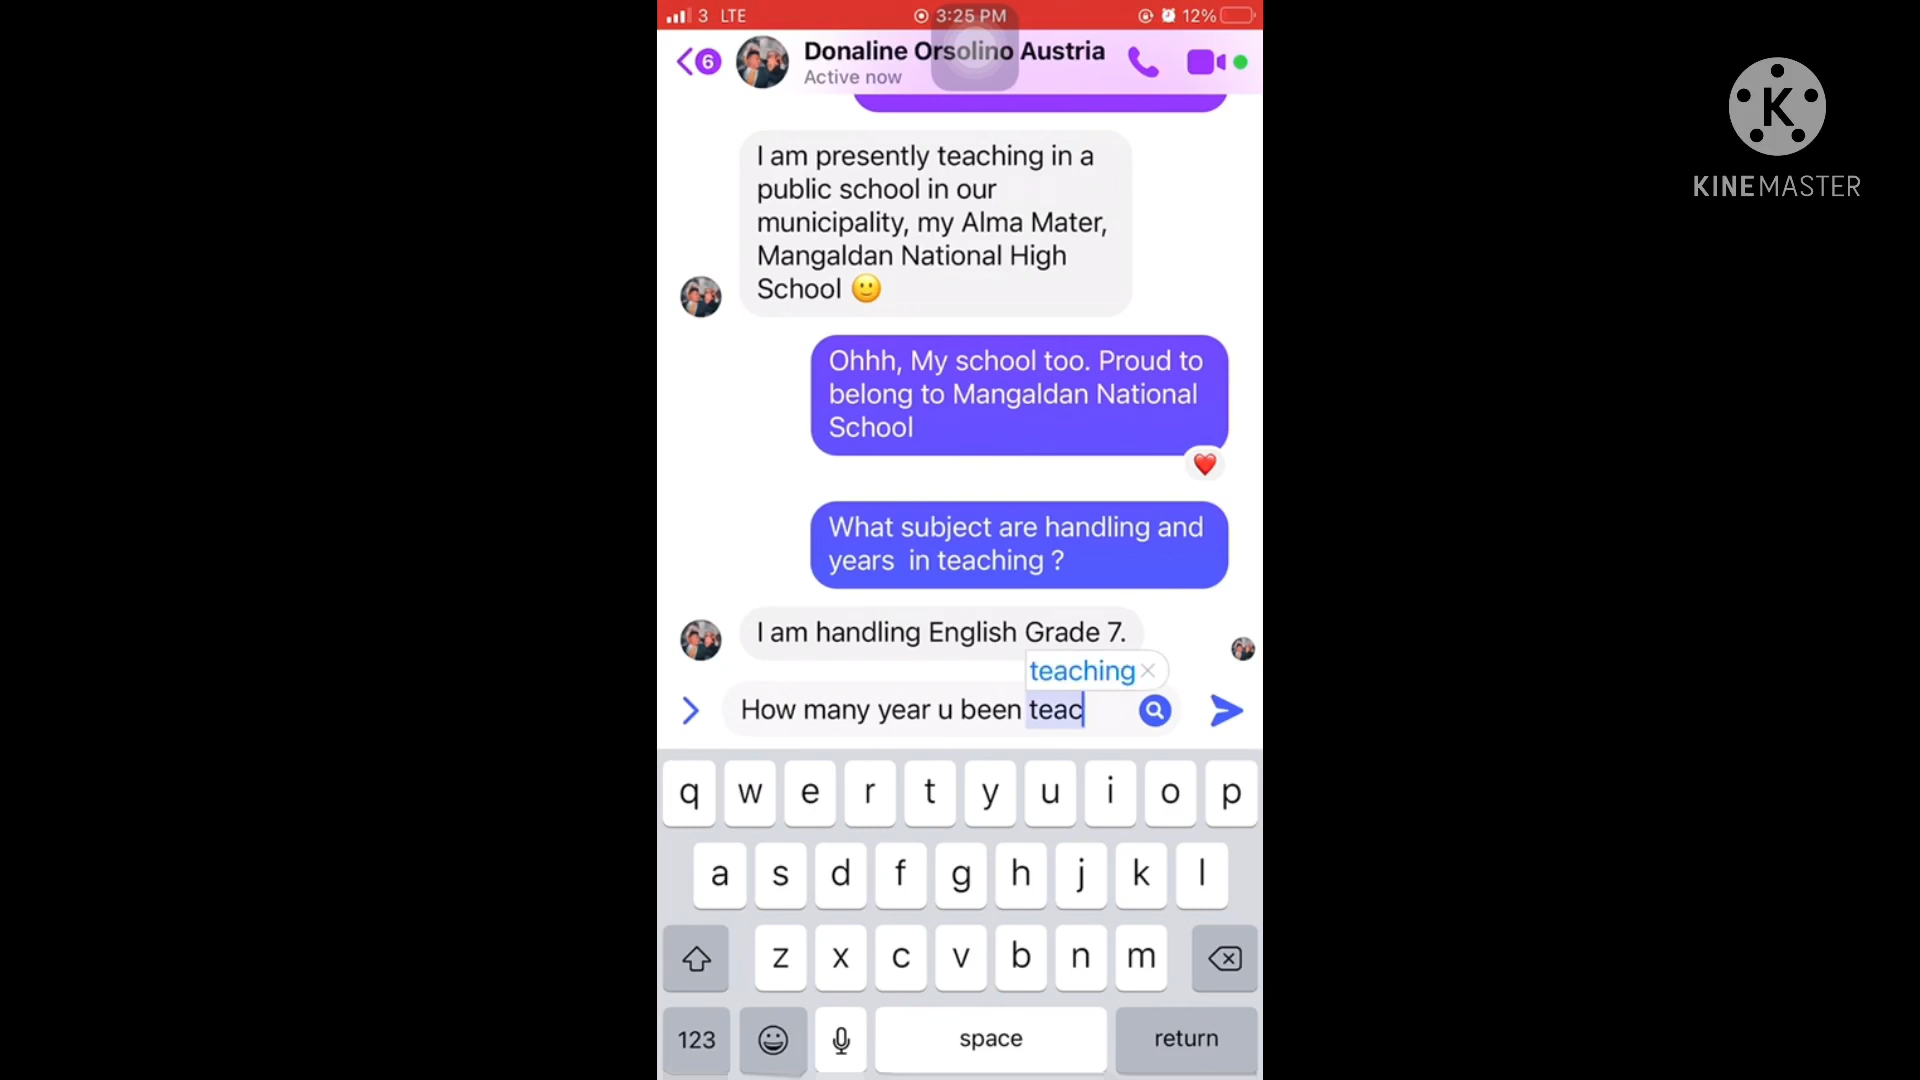 3 LTE
3:25 PM
12%
6
Donaline Orsolino Austria
Active now
K
KINEMASTER
I am presently teaching in a
public school in our
municipality, my Alma Mater,
Mangaldan National High
School 🙂
Ohhh, My school too. Proud to
belong to Mangaldan National
School
❤️
What subject are handling and
years  in teaching ?
I am handling English Grade 7.
teaching
How many year u been teac
q w e r t y u i o p
a s d f g h j k l
z x c v b n m
123
space
return